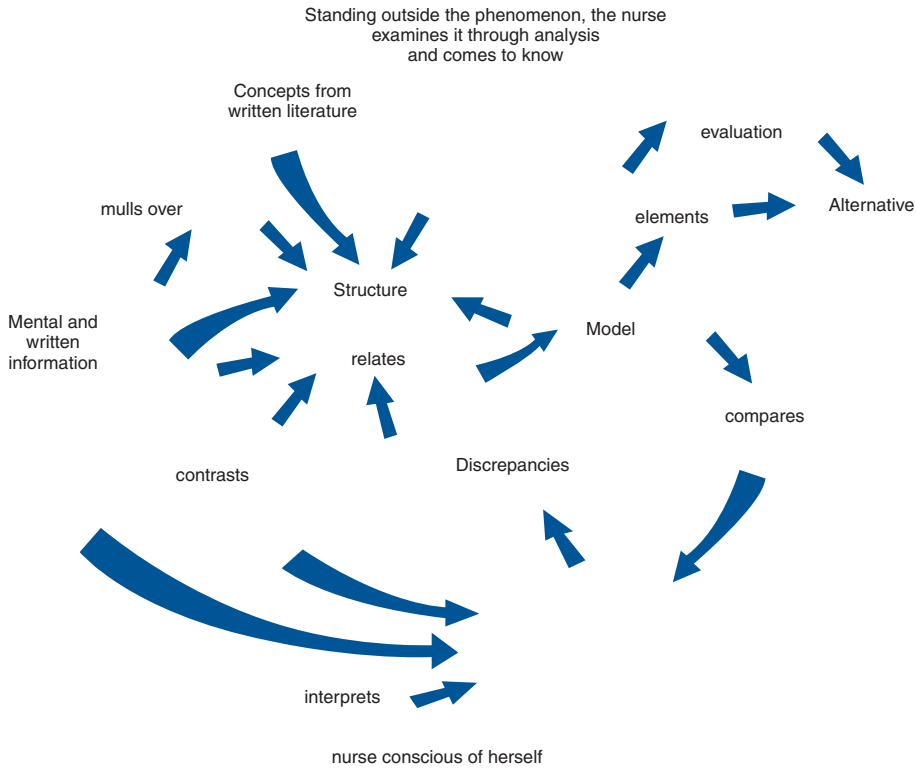 Standing outside the phenomenon, the nurse
examines it through analysis
and comes to know
Concepts from
written literature
evaluation
mulls over
elements
Alternative
Structure
Mental and
written
information
Model
relates
compares
contrasts
Discrepancies
interprets
nurse conscious of herself